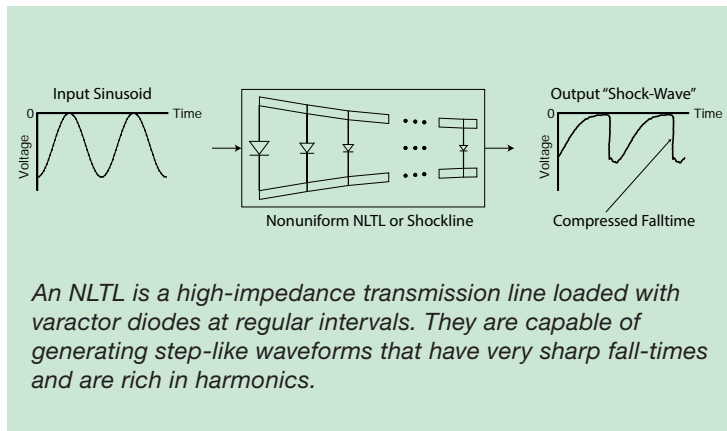 Input Sinusoid
0
Time
Voltage
Nonuniform NLTL or Shockline
Output “Shock-Wave”
0
Time
Voltage
Compressed Falltime
An NLTL is a high-impedance transmission line loaded with
varactor diodes at regular intervals. They are capable of
generating step-like waveforms that have very sharp fall-times
and are rich in harmonics.